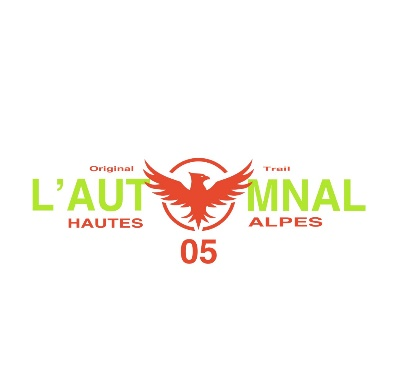 Original Trail
L'AUT MNAL
HAUTES ALPES
05